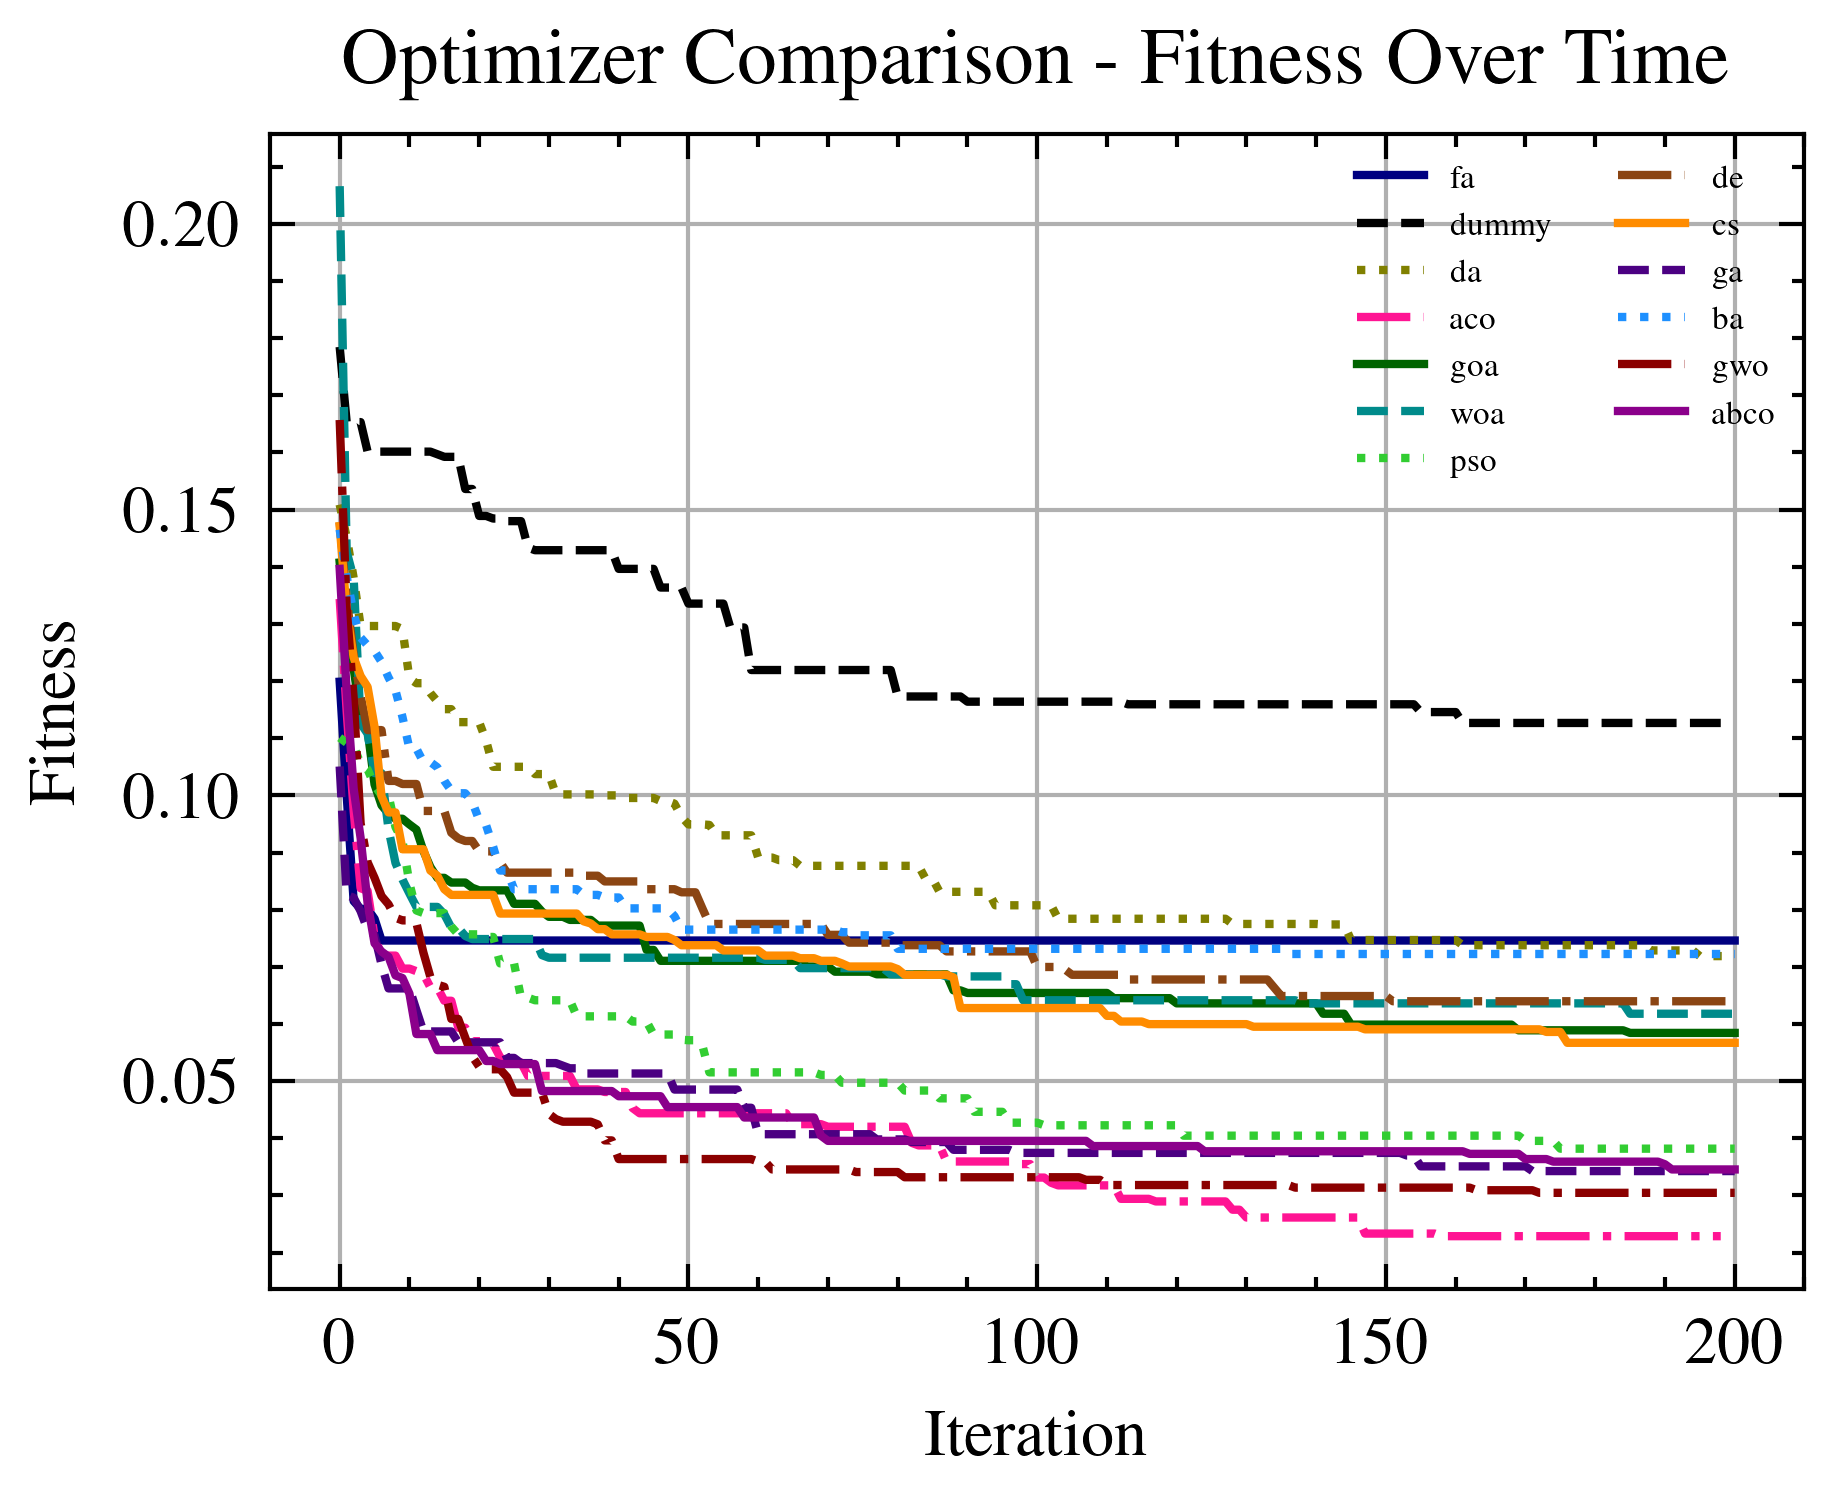 Optimizer Comparison - Fitness Over Time
fa
dummy
da
aco
goa
woa
pso
de
cs
ga
ba
gwo
abco
0.20
0.15
0.10
0.05
Fitness
0 50 100 150 200
Iteration